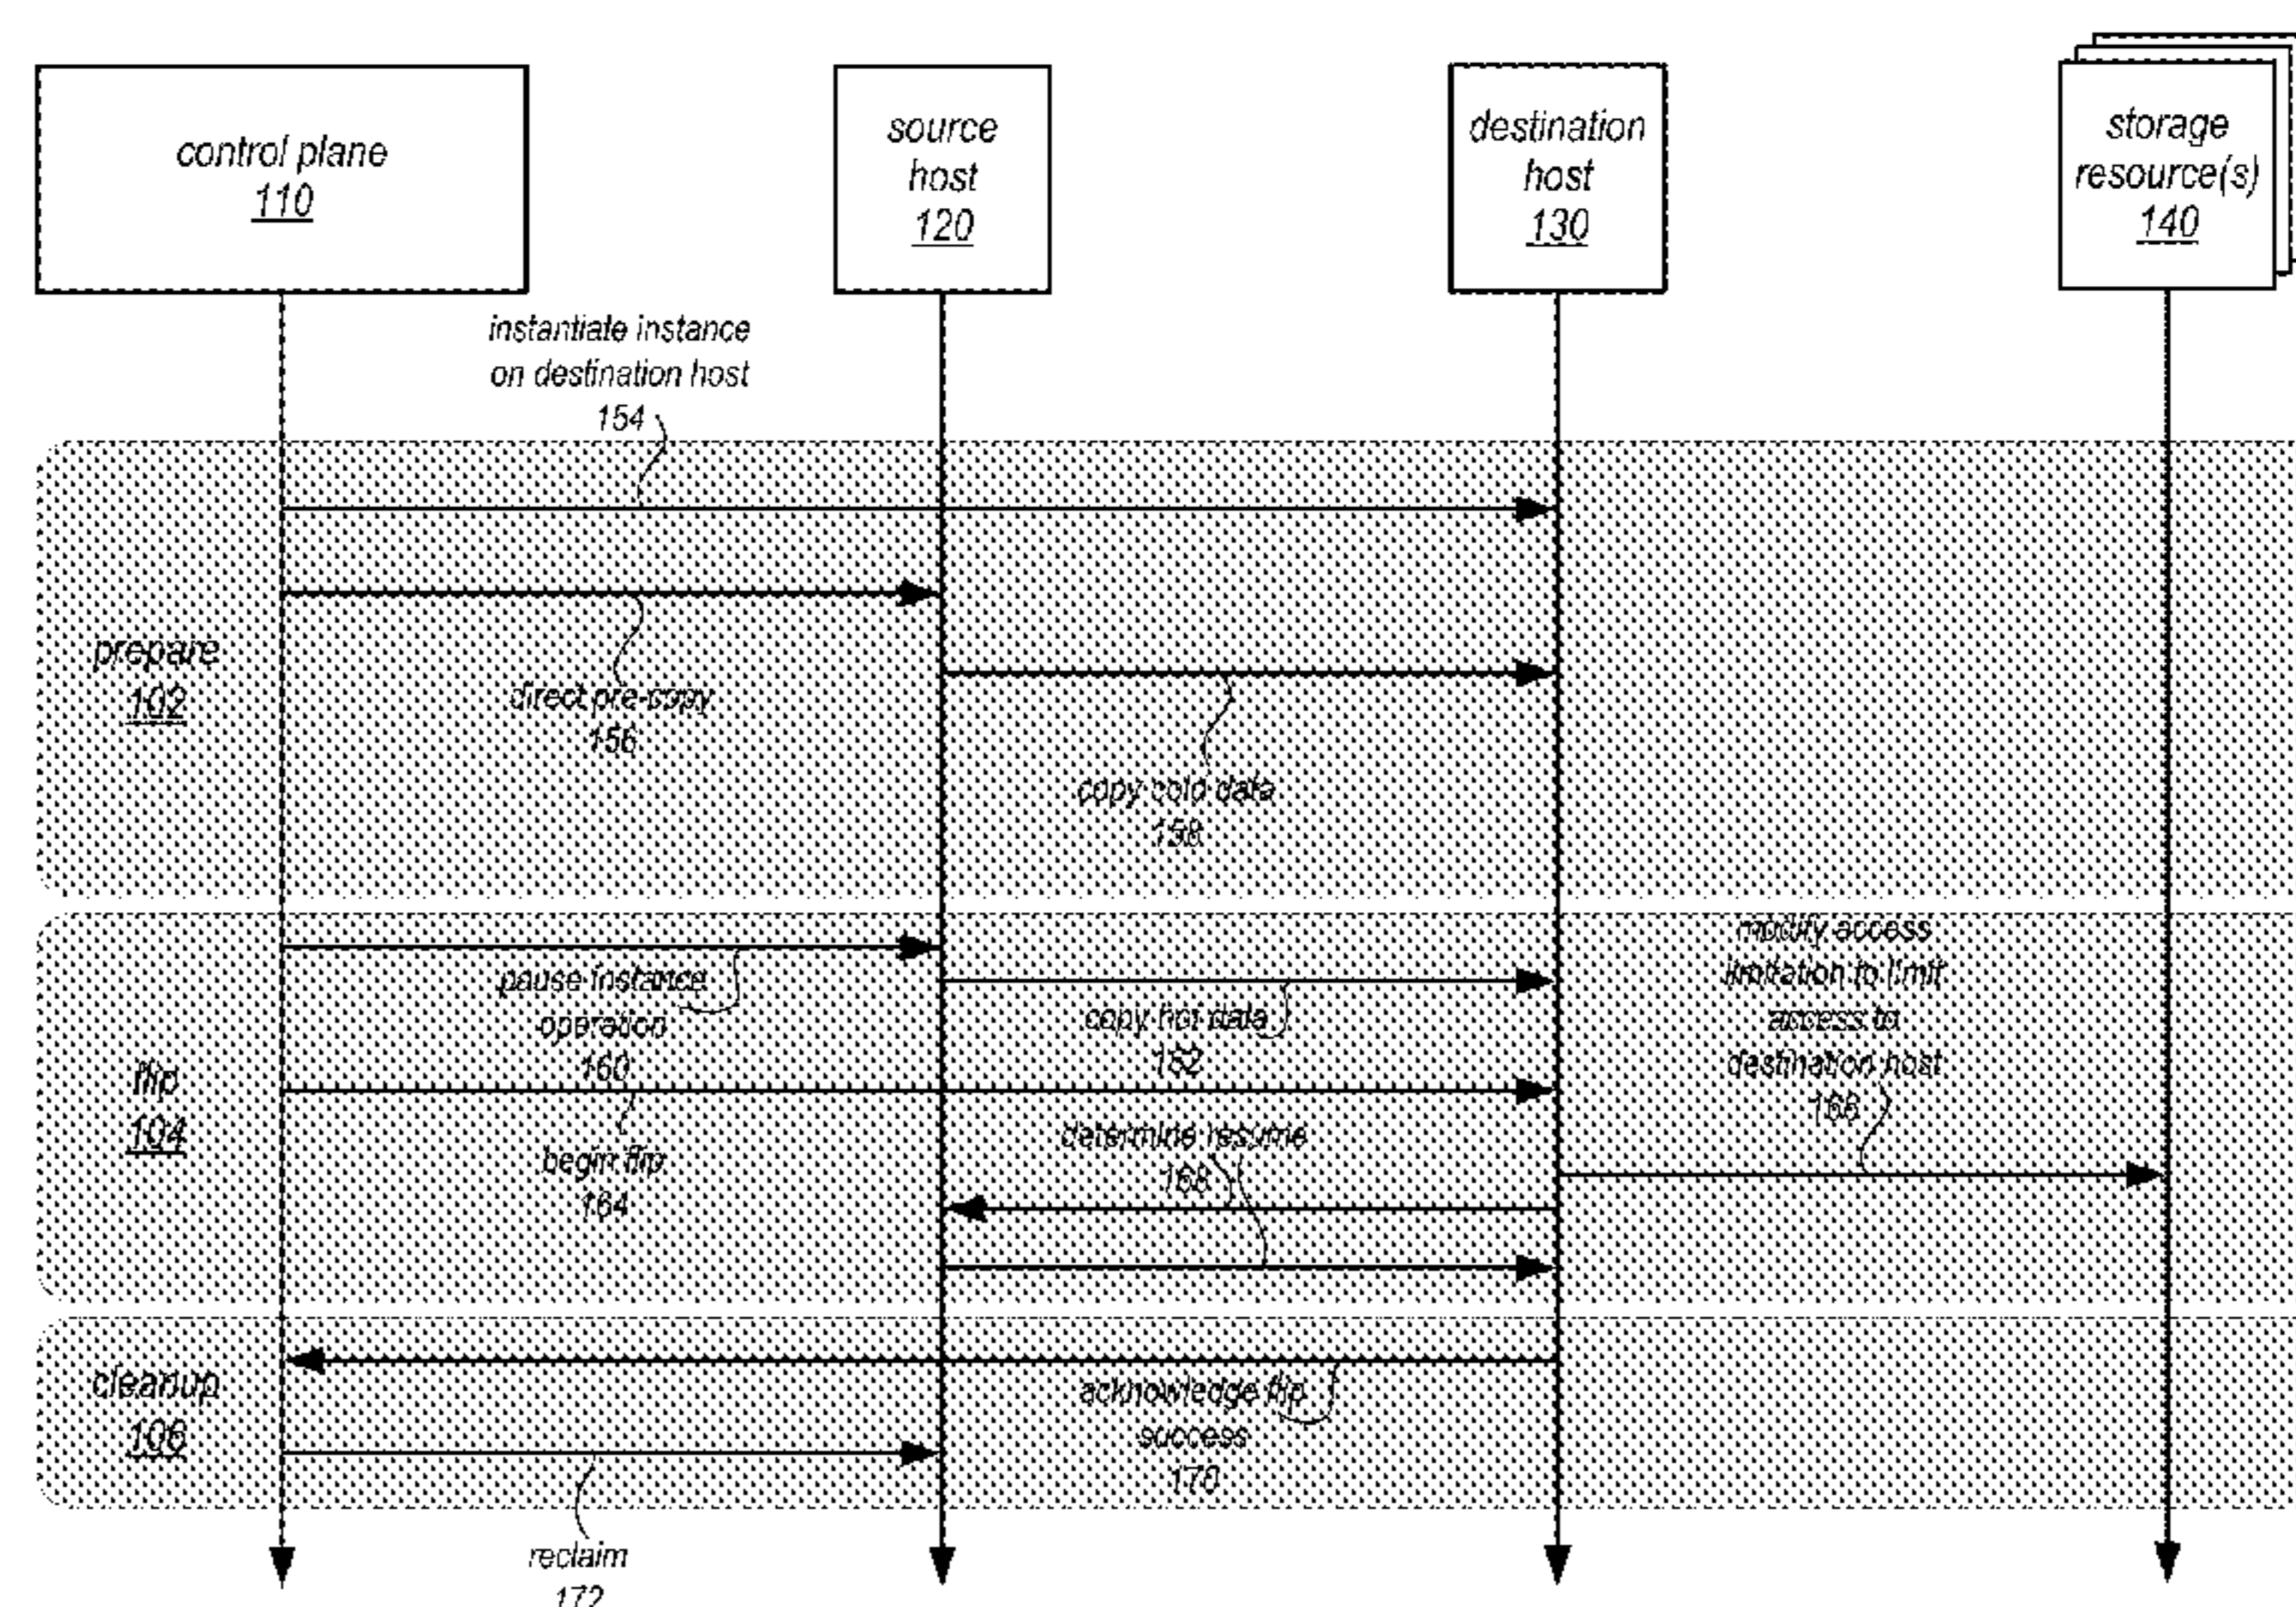 control plane
110
source
host
120
destination
host
130
storage
resource(s)
140
instantiate instance
on destination host
154
prepare
102
direct pre-copy
156
copy cold data
158
flip
104
pause instance
operation
160
copy hot data
162
modify access
limitation to limit
access to
destination host
166
begin flip
164
determine resume
168
cleanup
106
acknowledge flip
success
170
reclaim
172